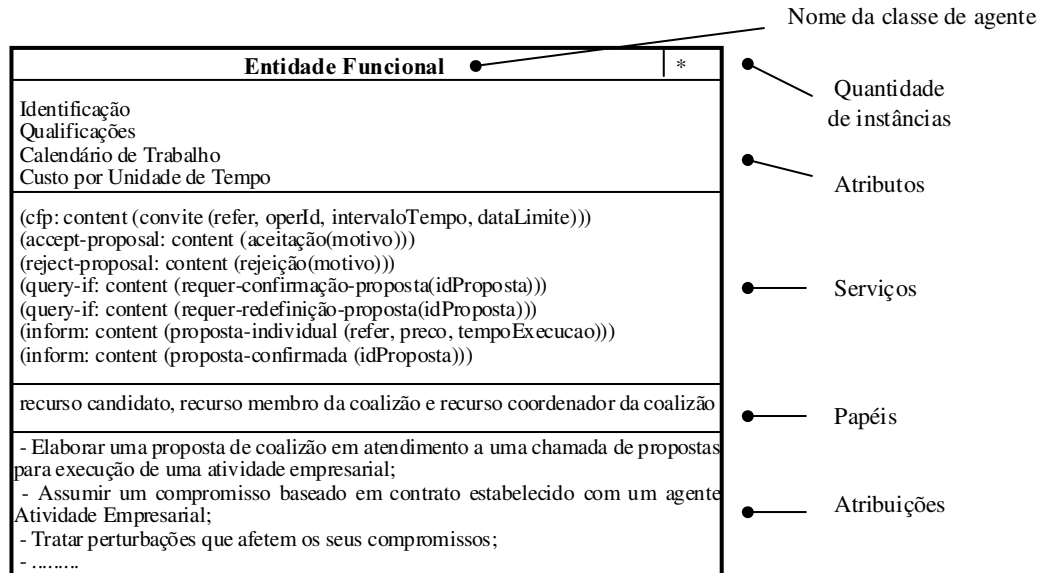 Nome da classe de agente
Entidade Funcional *
Quantidade
de instâncias
Identificação
Qualificações
Calendário de Trabalho
Custo por Unidade de Tempo
Atributos
(cfp: content (convite (refer, operId, intervaloTempo, dataLimite)))
(accept-proposal: content (aceitação(motivo)))
(reject-proposal: content (rejeição(motivo)))
(query-if: content (requer-confirmação-proposta(idProposta)))
(query-if: content (requer-redefinição-proposta(idProposta)))
(inform: content (proposta-individual (refer, preco, tempoExecucao)))
(inform: content (proposta-confirmada (idProposta)))
Serviços
recurso candidato, recurso membro da coalizão e recurso coordenador da coalizão
Papéis
- Elaborar uma proposta de coalizão em atendimento a uma chamada de propostas
para execução de uma atividade empresarial;
- Assumir um compromisso baseado em contrato estabelecido com um agente
Atividade Empresarial;
- Tratar perturbações que afetem os seus compromissos;
- .........
Atribuições